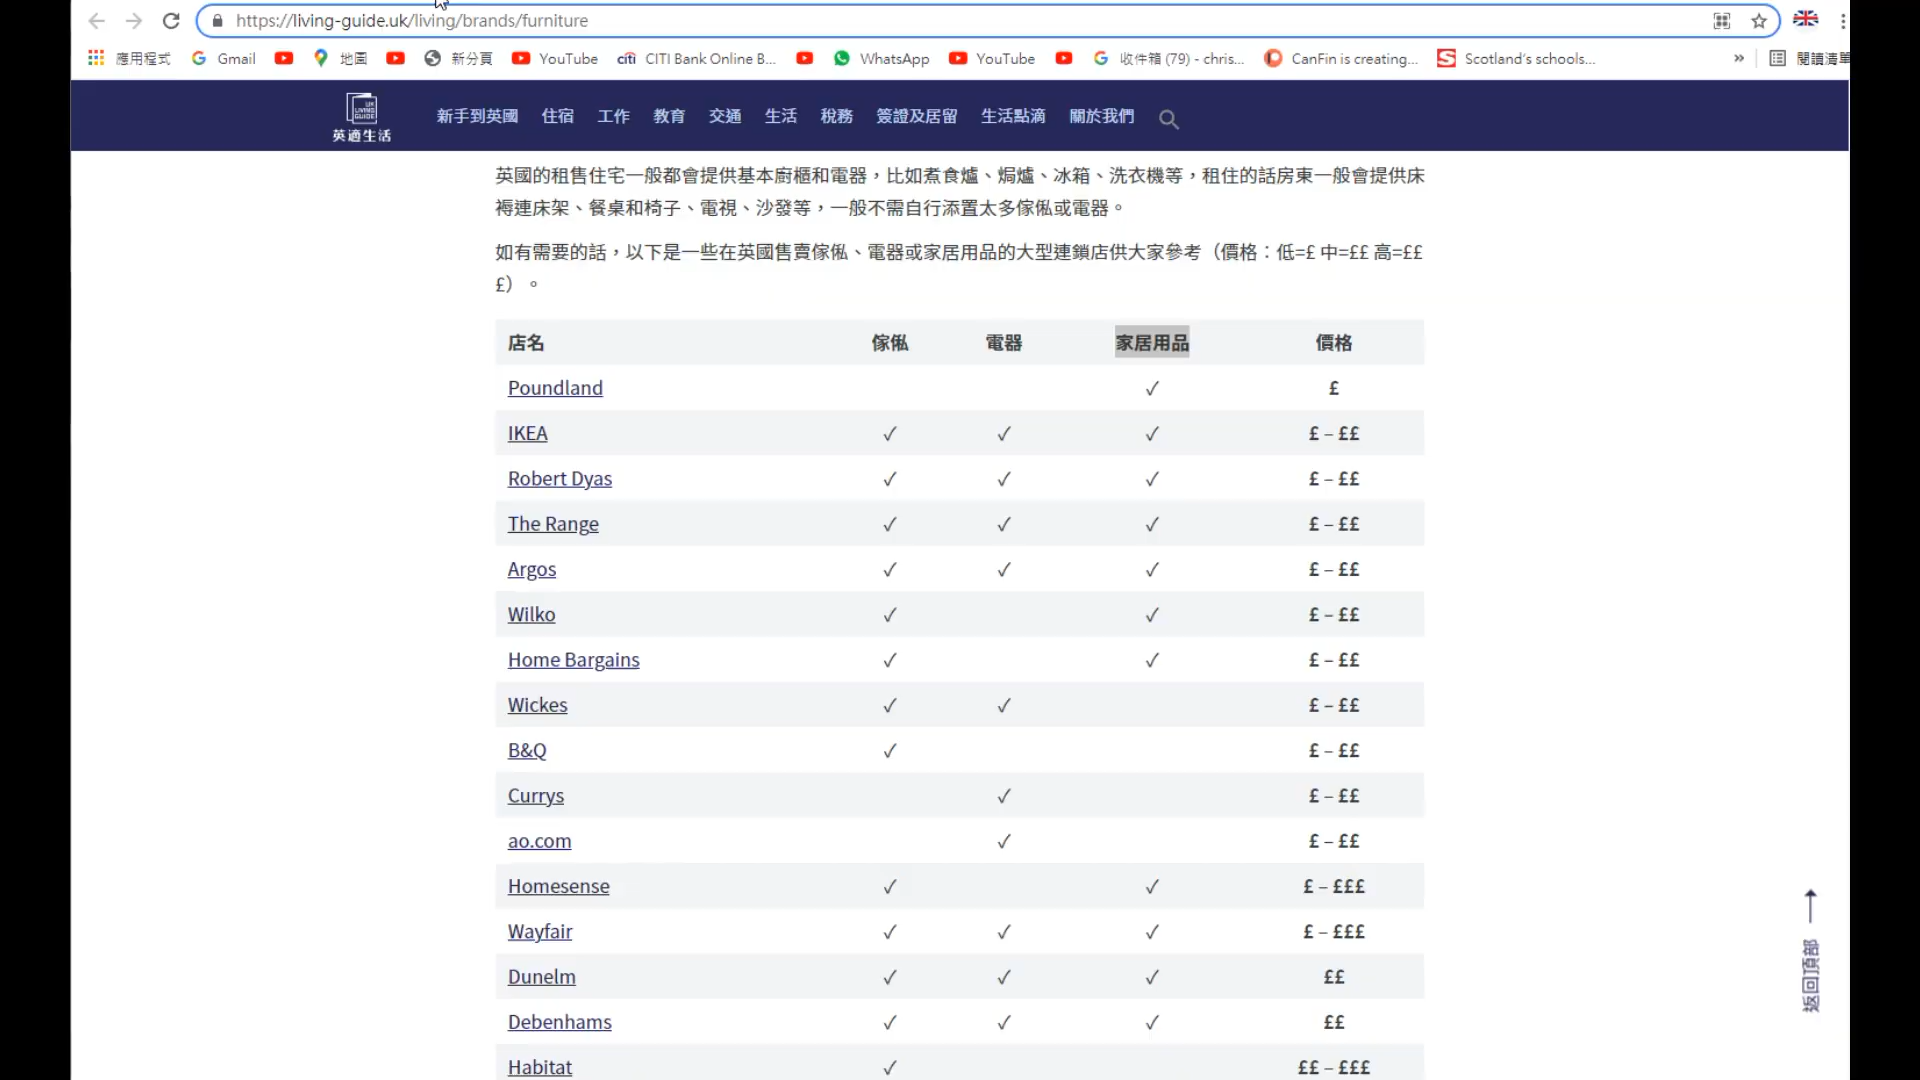 https://living-guide.uk/living/brands/furniture
應用程式 Gmail 地圖 新分頁 YouTube citi CITI Bank Online B... WhatsApp YouTube 收件箱 (79) - chris... CanFin is creating... Scotland's schools... » 閱讀清單
UK LIVING GUIDE
英適生活
新手到英國 住宿 工作 教育 交通 生活 稅務 簽證及居留 生活點滴 關於我們
英國的租售住宅一般都會提供基本廚櫃和電器，比如煮食爐、焗爐、冰箱、洗衣機等，租住的話房東一般會提供床
褥連床架、餐桌和椅子、電視、沙發等，一般不需自行添置太多傢俬或電器。
如有需要的話，以下是一些在英國售賣傢俬、電器或家居用品的大型連鎖店供大家參考（價格：低=£ 中=££ 高=££
£）。
店名 傢俬 電器 家居用品 價格
Poundland ✓ £
IKEA ✓ ✓ ✓ £ – ££
Robert Dyas ✓ ✓ ✓ £ – ££
The Range ✓ ✓ ✓ £ – ££
Argos ✓ ✓ ✓ £ – ££
Wilko ✓ ✓ £ – ££
Home Bargains ✓ ✓ £ – ££
Wickes ✓ ✓ £ – ££
B&Q ✓ £ – ££
Currys ✓ £ – ££
ao.com ✓ £ – ££
Homesense ✓ ✓ £ – £££
Wayfair ✓ ✓ ✓ £ – £££
Dunelm ✓ ✓ ✓ ££
Debenhams ✓ ✓ ✓ ££
Habitat ✓ ££ – £££
返回頂部